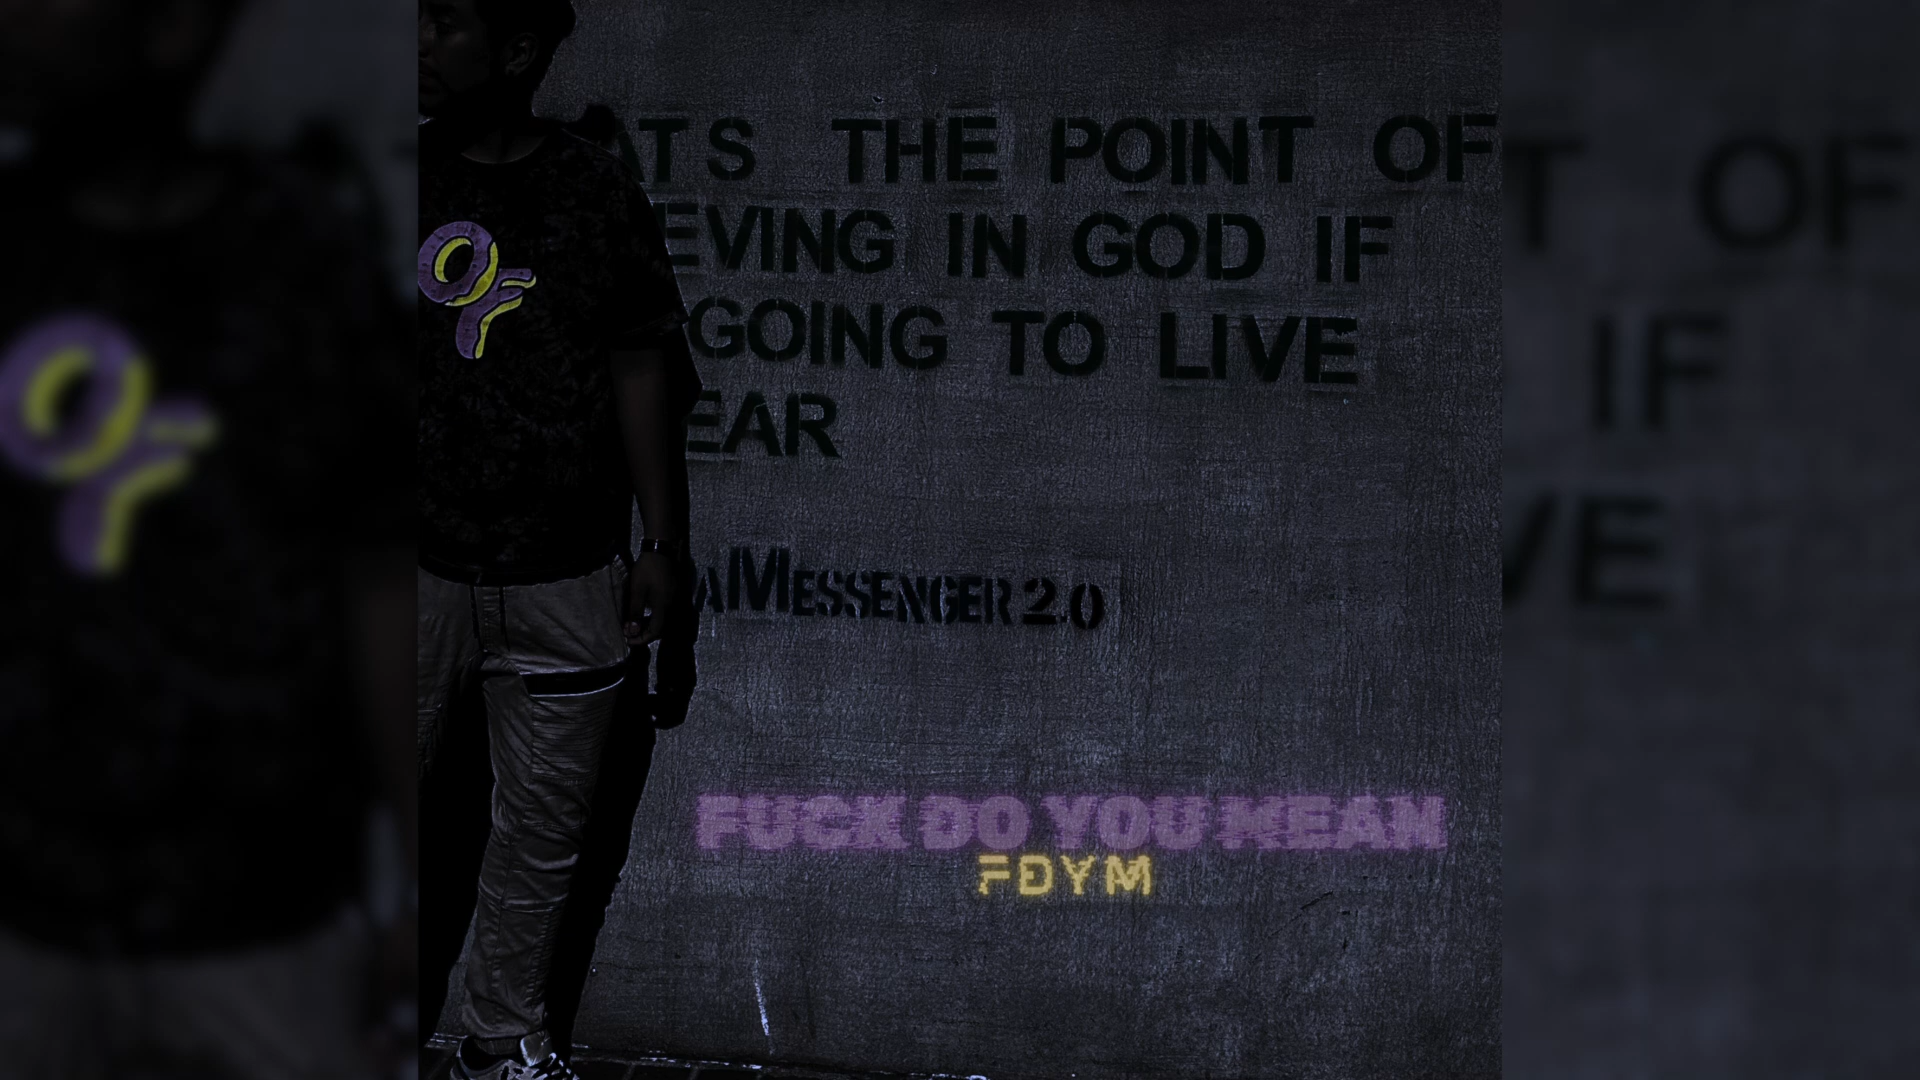 OF
ATS THE POINT OF
EVING IN GOD IF
GOING TO LIVE
EAR
AMESSENGER 2.0
FUCK DO YOU MEAN
FDYM